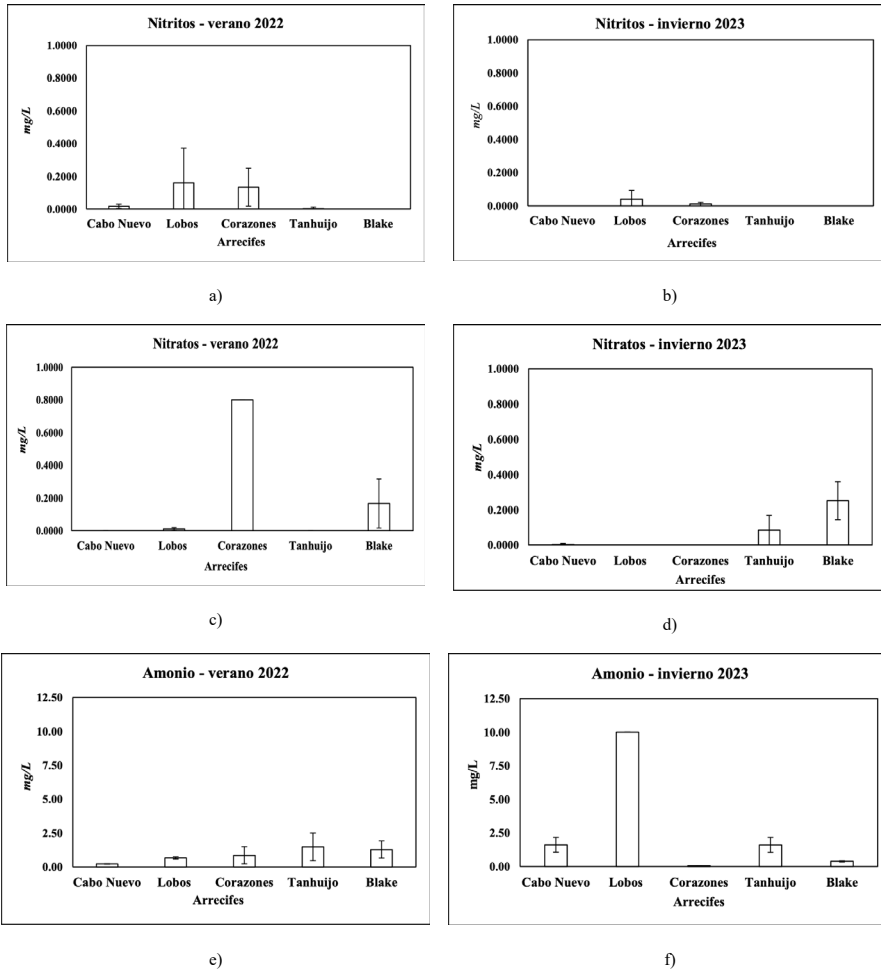 Nitritos - verano 2022
1.0000
0.8000
0.6000
0.4000
0.2000
0.0000
mg/L
Cabo Nuevo Lobos Corazones Tanhuijo Blake
Arrecifes
a)
Nitritos - invierno 2023
1.0000
0.8000
0.6000
0.4000
0.2000
0.0000
mg/L
Cabo Nuevo Lobos Corazones Tanhuijo Blake
Arrecifes
b)
Nitratos - verano 2022
1.0000
0.8000
0.6000
0.4000
0.2000
0.0000
mg/L
Cabo Nuevo Lobos Corazones Tanhuijo Blake
Arrecifes
c)
Nitratos - invierno 2023
1.0000
0.8000
0.6000
0.4000
0.2000
0.0000
mg/L
Cabo Nuevo Lobos Corazones Tanhuijo Blake
Arrecifes
d)
Amonio - verano 2022
12.50
10.00
7.50
5.00
2.50
0.00
mg/L
Cabo Nuevo Lobos Corazones Tanhuijo Blake
Arrecifes
e)
Amonio - invierno 2023
12.50
10.00
7.50
5.00
2.50
0.00
mg/L
Cabo Nuevo Lobos Corazones Tanhuijo Blake
Arrecifes
f)